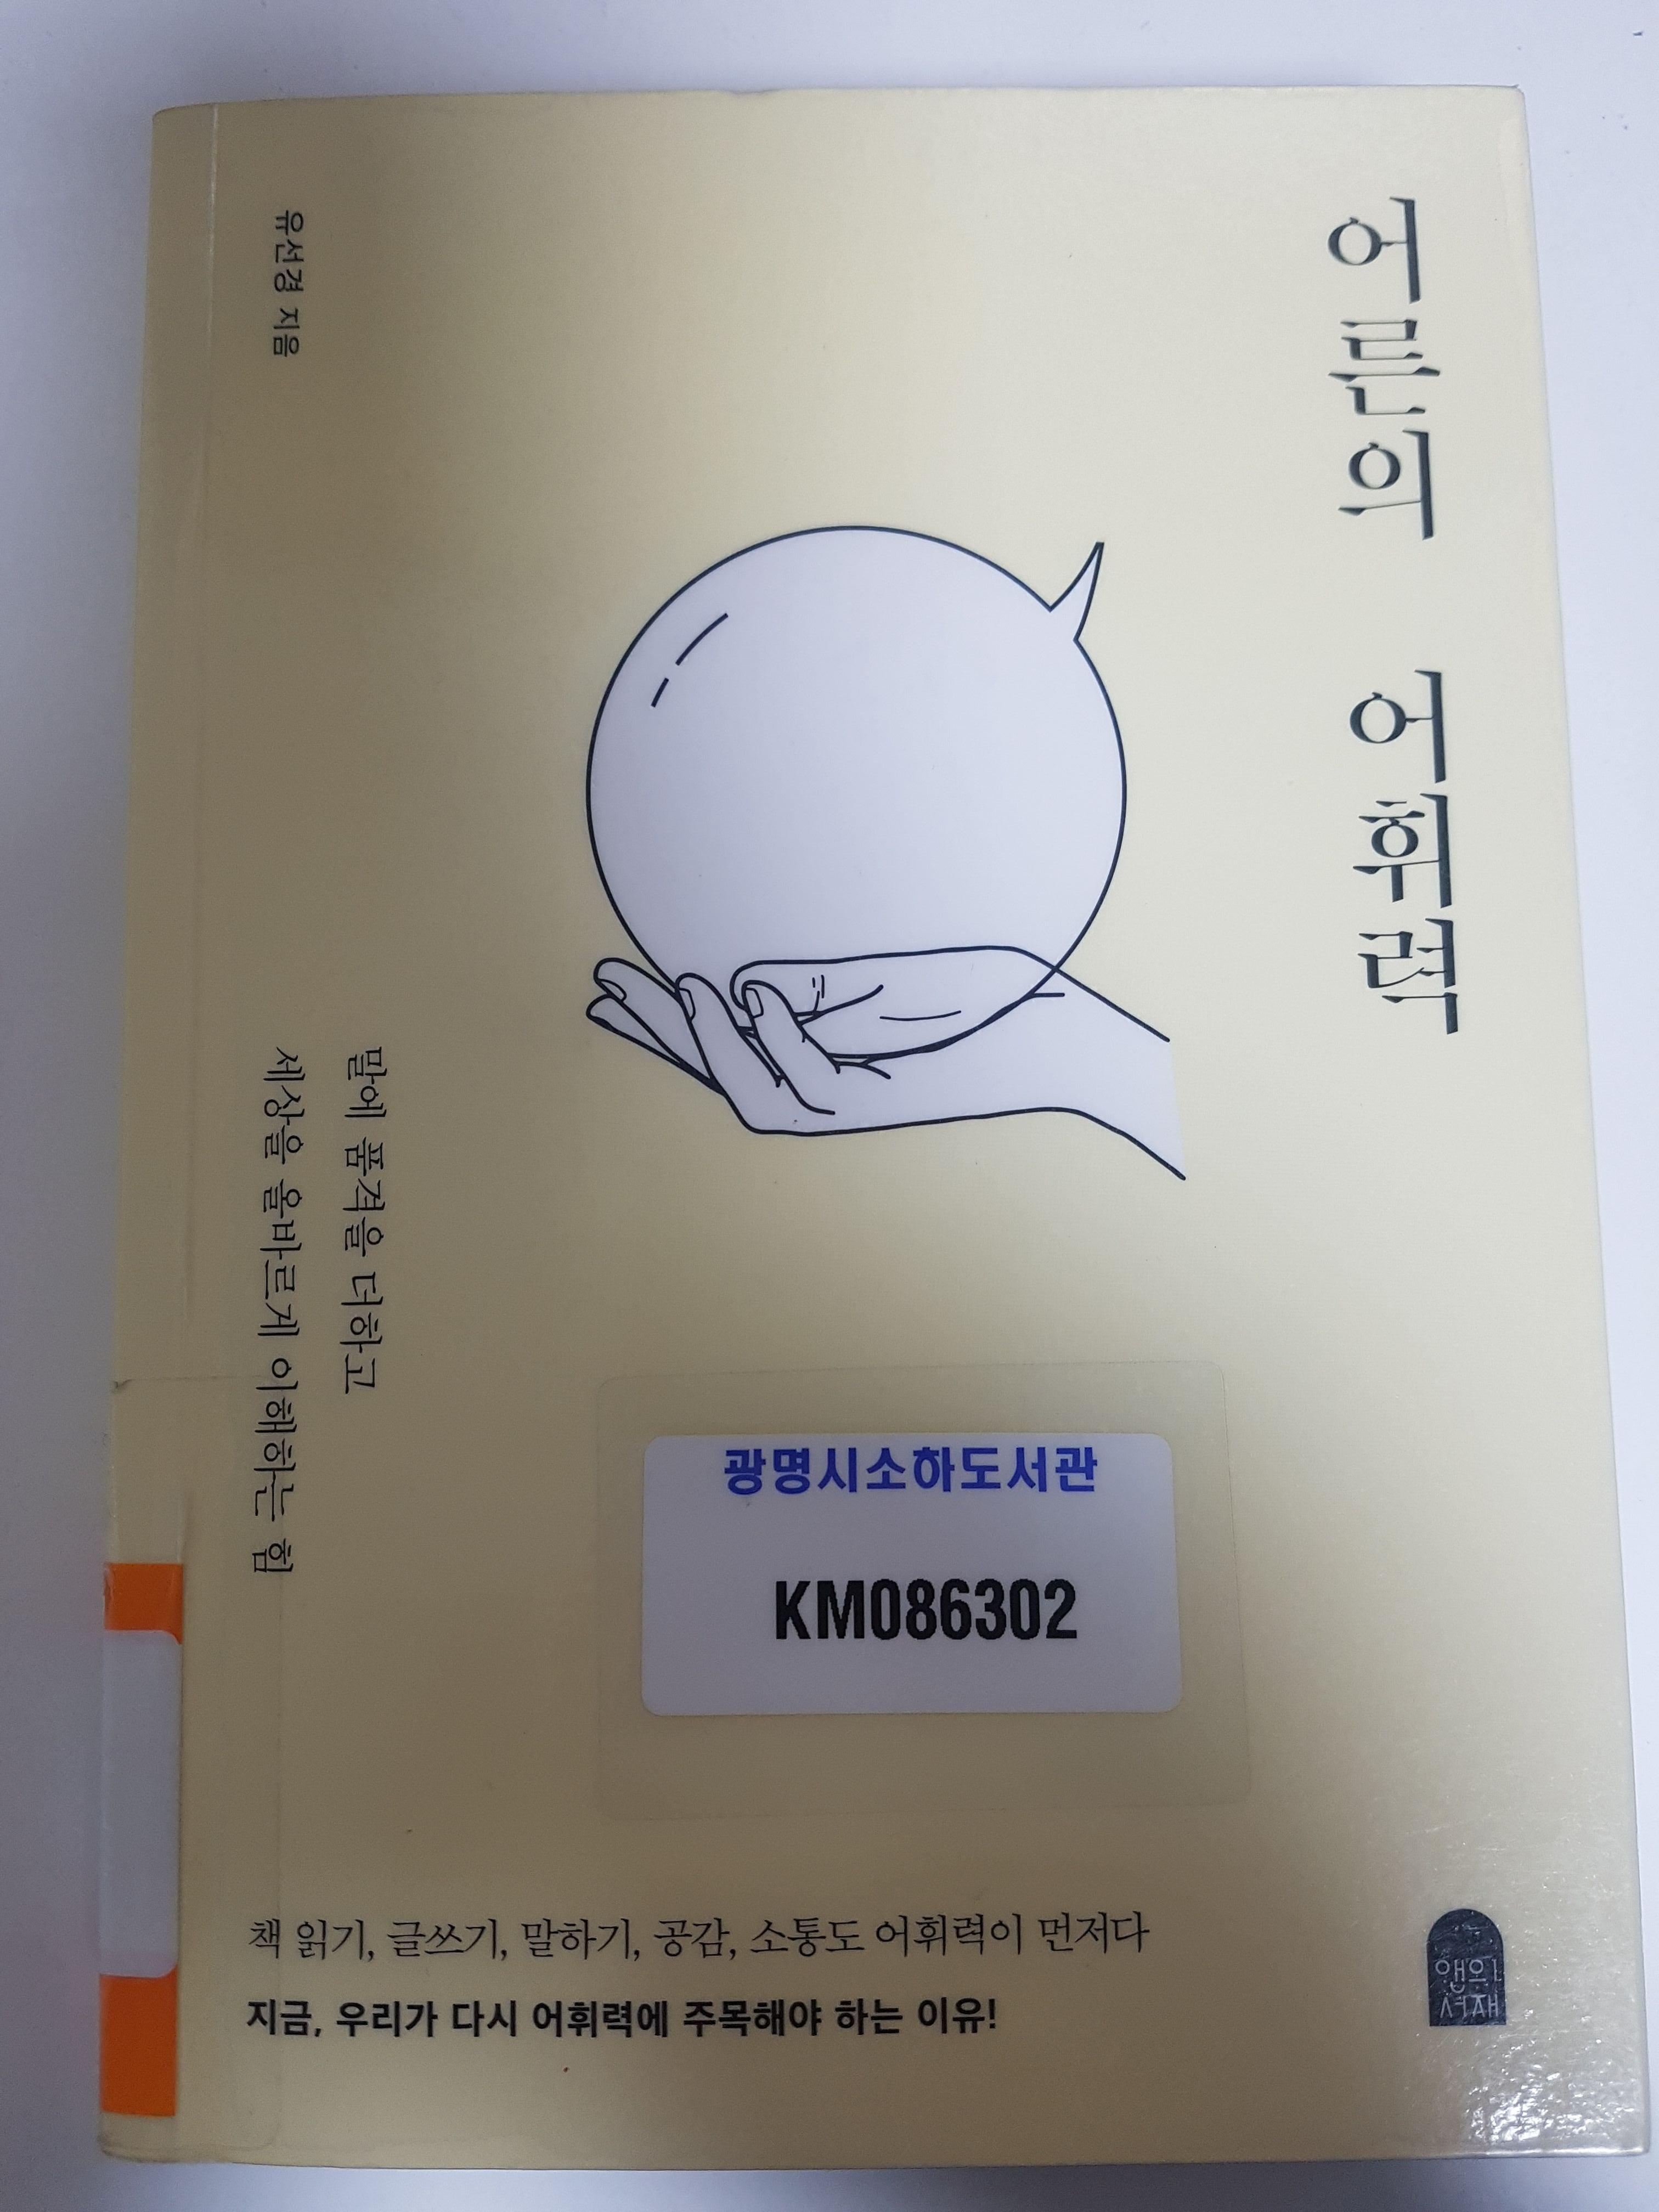 어른의 어휘력
유선경 지음
말에 품격을 더하고
세상을 올바르게 이해하는 힘
광명시소하도서관
KM086302
책 읽기, 글쓰기, 말하기, 공감, 소통도 어휘력이 먼저다
지금, 우리가 다시 어휘력에 주목해야 하는 이유!
앤의
서재